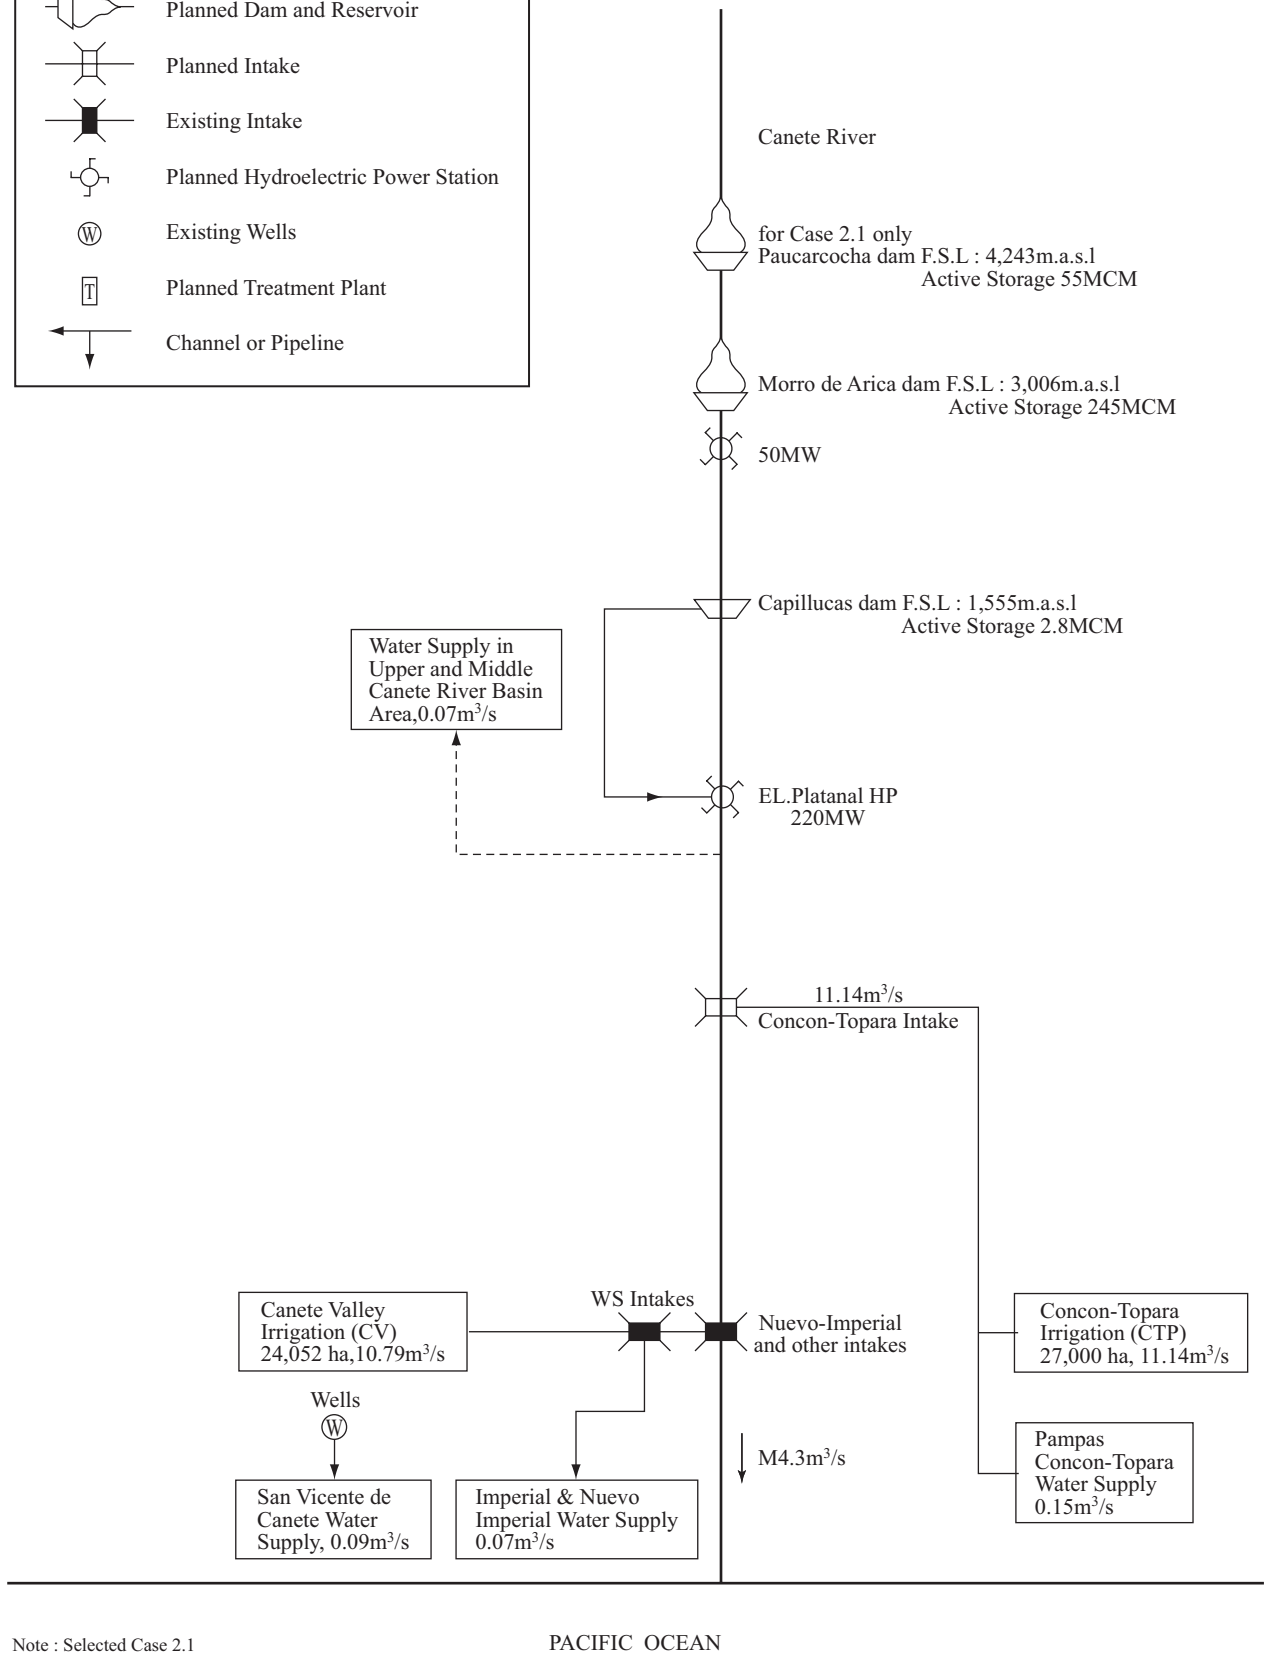 Planned Dam and Reservoir
Planned Intake
Existing Intake
Planned Hydroelectric Power Station
W
Existing Wells
T
Planned Treatment Plant
Channel or Pipeline
Canete River
for Case 2.1 only
Paucarcocha dam F.S.L : 4,243m.a.s.l
Active Storage 55MCM
Morro de Arica dam F.S.L : 3,006m.a.s.l
Active Storage 245MCM
50MW
Capillucas dam F.S.L : 1,555m.a.s.l
Active Storage 2.8MCM
Water Supply in
Upper and Middle
Canete River Basin
Area,0.07m³/s
EL.Platanal HP
220MW
11.14m³/s
Concon-Topara Intake
WS Intakes
Canete Valley
Irrigation (CV)
24,052 ha,10.79m³/s
Nuevo-Imperial
and other intakes
Concon-Topara
Irrigation (CTP)
27,000 ha, 11.14m³/s
Wells
W
M4.3m³/s
Pampas
Concon-Topara
Water Supply
0.15m³/s
San Vicente de
Canete Water
Supply, 0.09m³/s
Imperial & Nuevo
Imperial Water Supply
0.07m³/s
Note : Selected Case 2.1
PACIFIC OCEAN